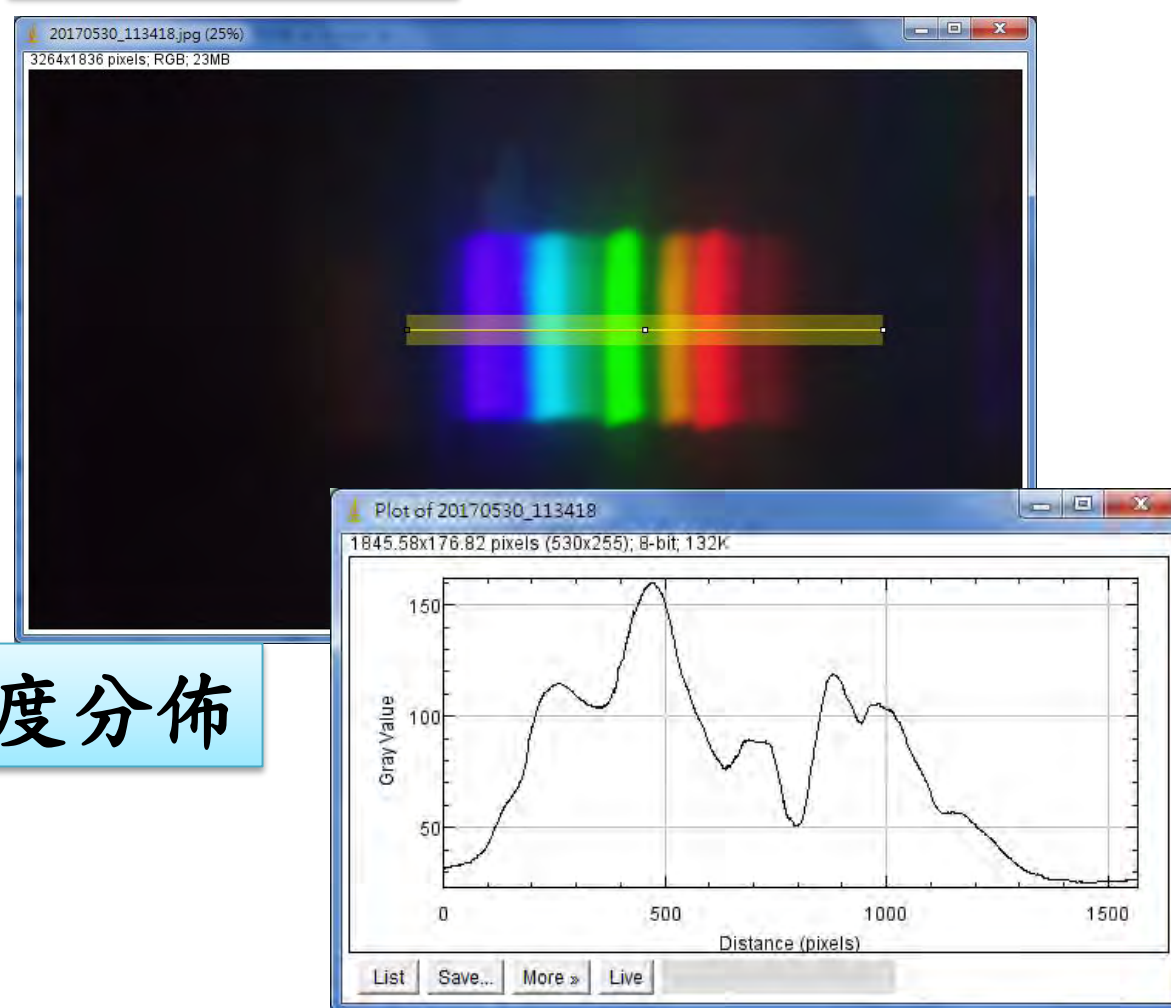 20170530_113418.jpg (25%)
3264x1836 pixels; RGB; 23MB
Plot of 20170530_113418
1845.58x176.82 pixels (530x255); 8-bit; 132K
150
100
50
Gray Value
0 500 1000 1500
Distance (pixels)
List Save... More » Live
度分佈